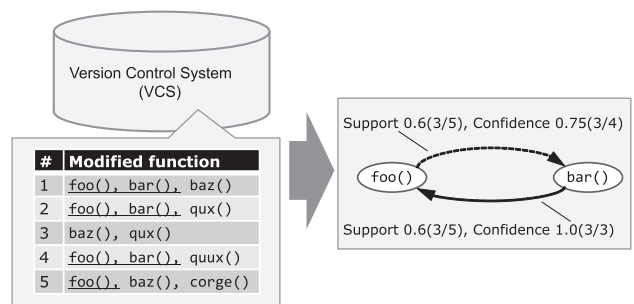 Version Control System
(VCS)
# Modified function
1 foo(), bar(), baz()
2 foo(), bar(), qux()
3 baz(), qux()
4 foo(), bar(), quux()
5 foo(), baz(), corge()
Support 0.6(3/5), Confidence 0.75(3/4)
foo() bar()
Support 0.6(3/5), Confidence 1.0(3/3)